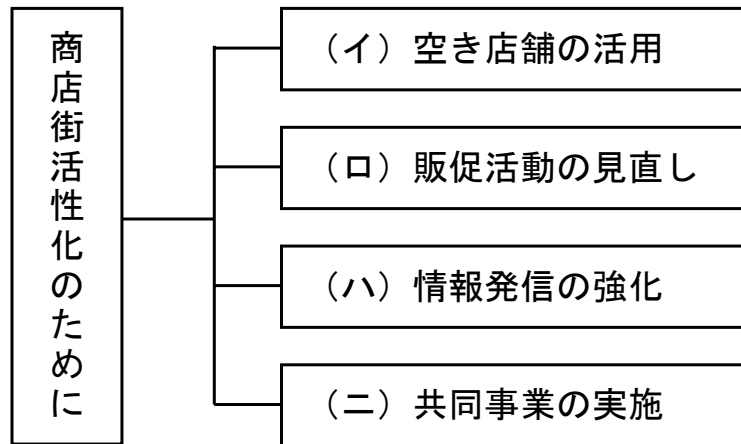 商店街活性化のために
（イ）空き店舗の活用
（ロ）販促活動の見直し
（ハ）情報発信の強化
（ニ）共同事業の実施